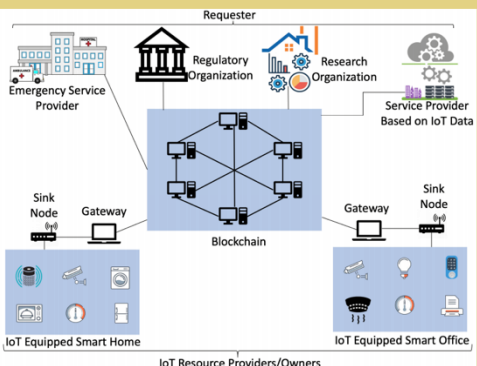 Requester
Emergency Service
Provider
Regulatory
Organization
Research
Organization
Service Provider
Based on IoT Data
Blockchain
Sink
Node
Gateway
IoT Equipped Smart Home
Gateway
Sink
Node
IoT Equipped Smart Office
IoT Resource Providers/Owners